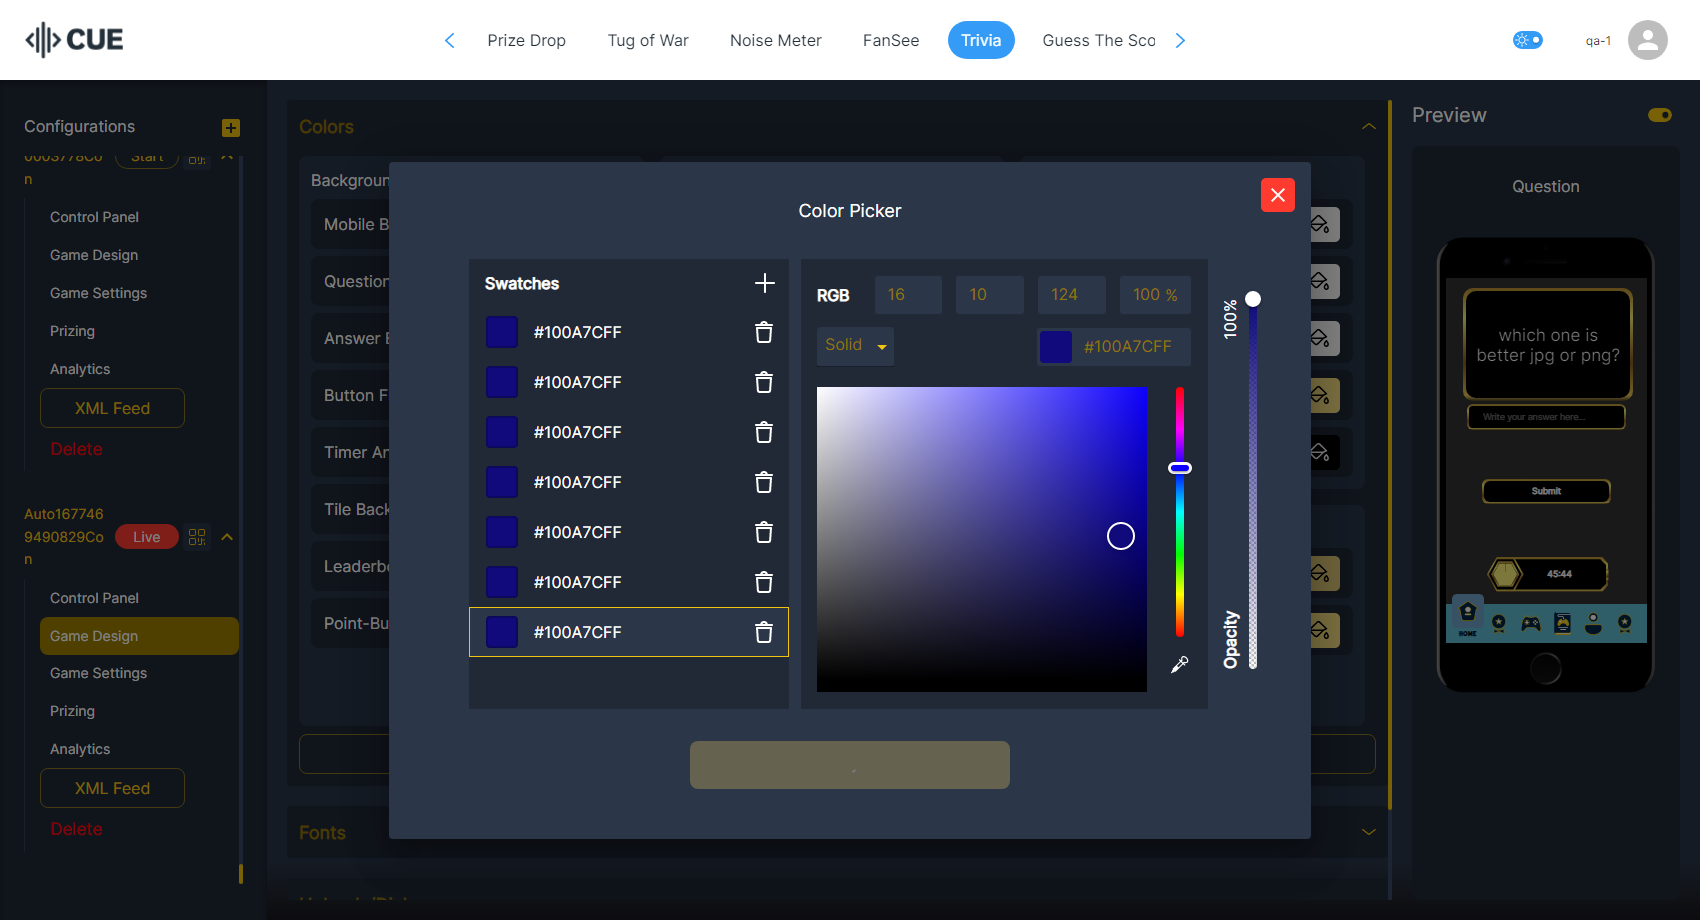 CUE
Prize Drop
Tug of War
Noise Meter
FanSee
Trivia
Guess The Sco
qa-1
Configurations
0003778Co
n
Start
Control Panel
Game Design
Game Settings
Prizing
Analytics
XML Feed
Delete
Auto167746
9490829Co
n
Live
Control Panel
Game Design
Game Settings
Prizing
Analytics
XML Feed
Delete
Colors
Backgroun
Mobile B
Question
Answer
Button F
Timer An
Tile Back
Leaderbo
Point-Bu
Fonts
Color Picker
Swatches
#100A7CFF
#100A7CFF
#100A7CFF
#100A7CFF
#100A7CFF
#100A7CFF
#100A7CFF
RGB
16
10
124
100 %
Solid
#100A7CFF
100%
Opacity
Preview
Question
which one is
better jpg or png?
Write your answer here...
Submit
45:44
HOME